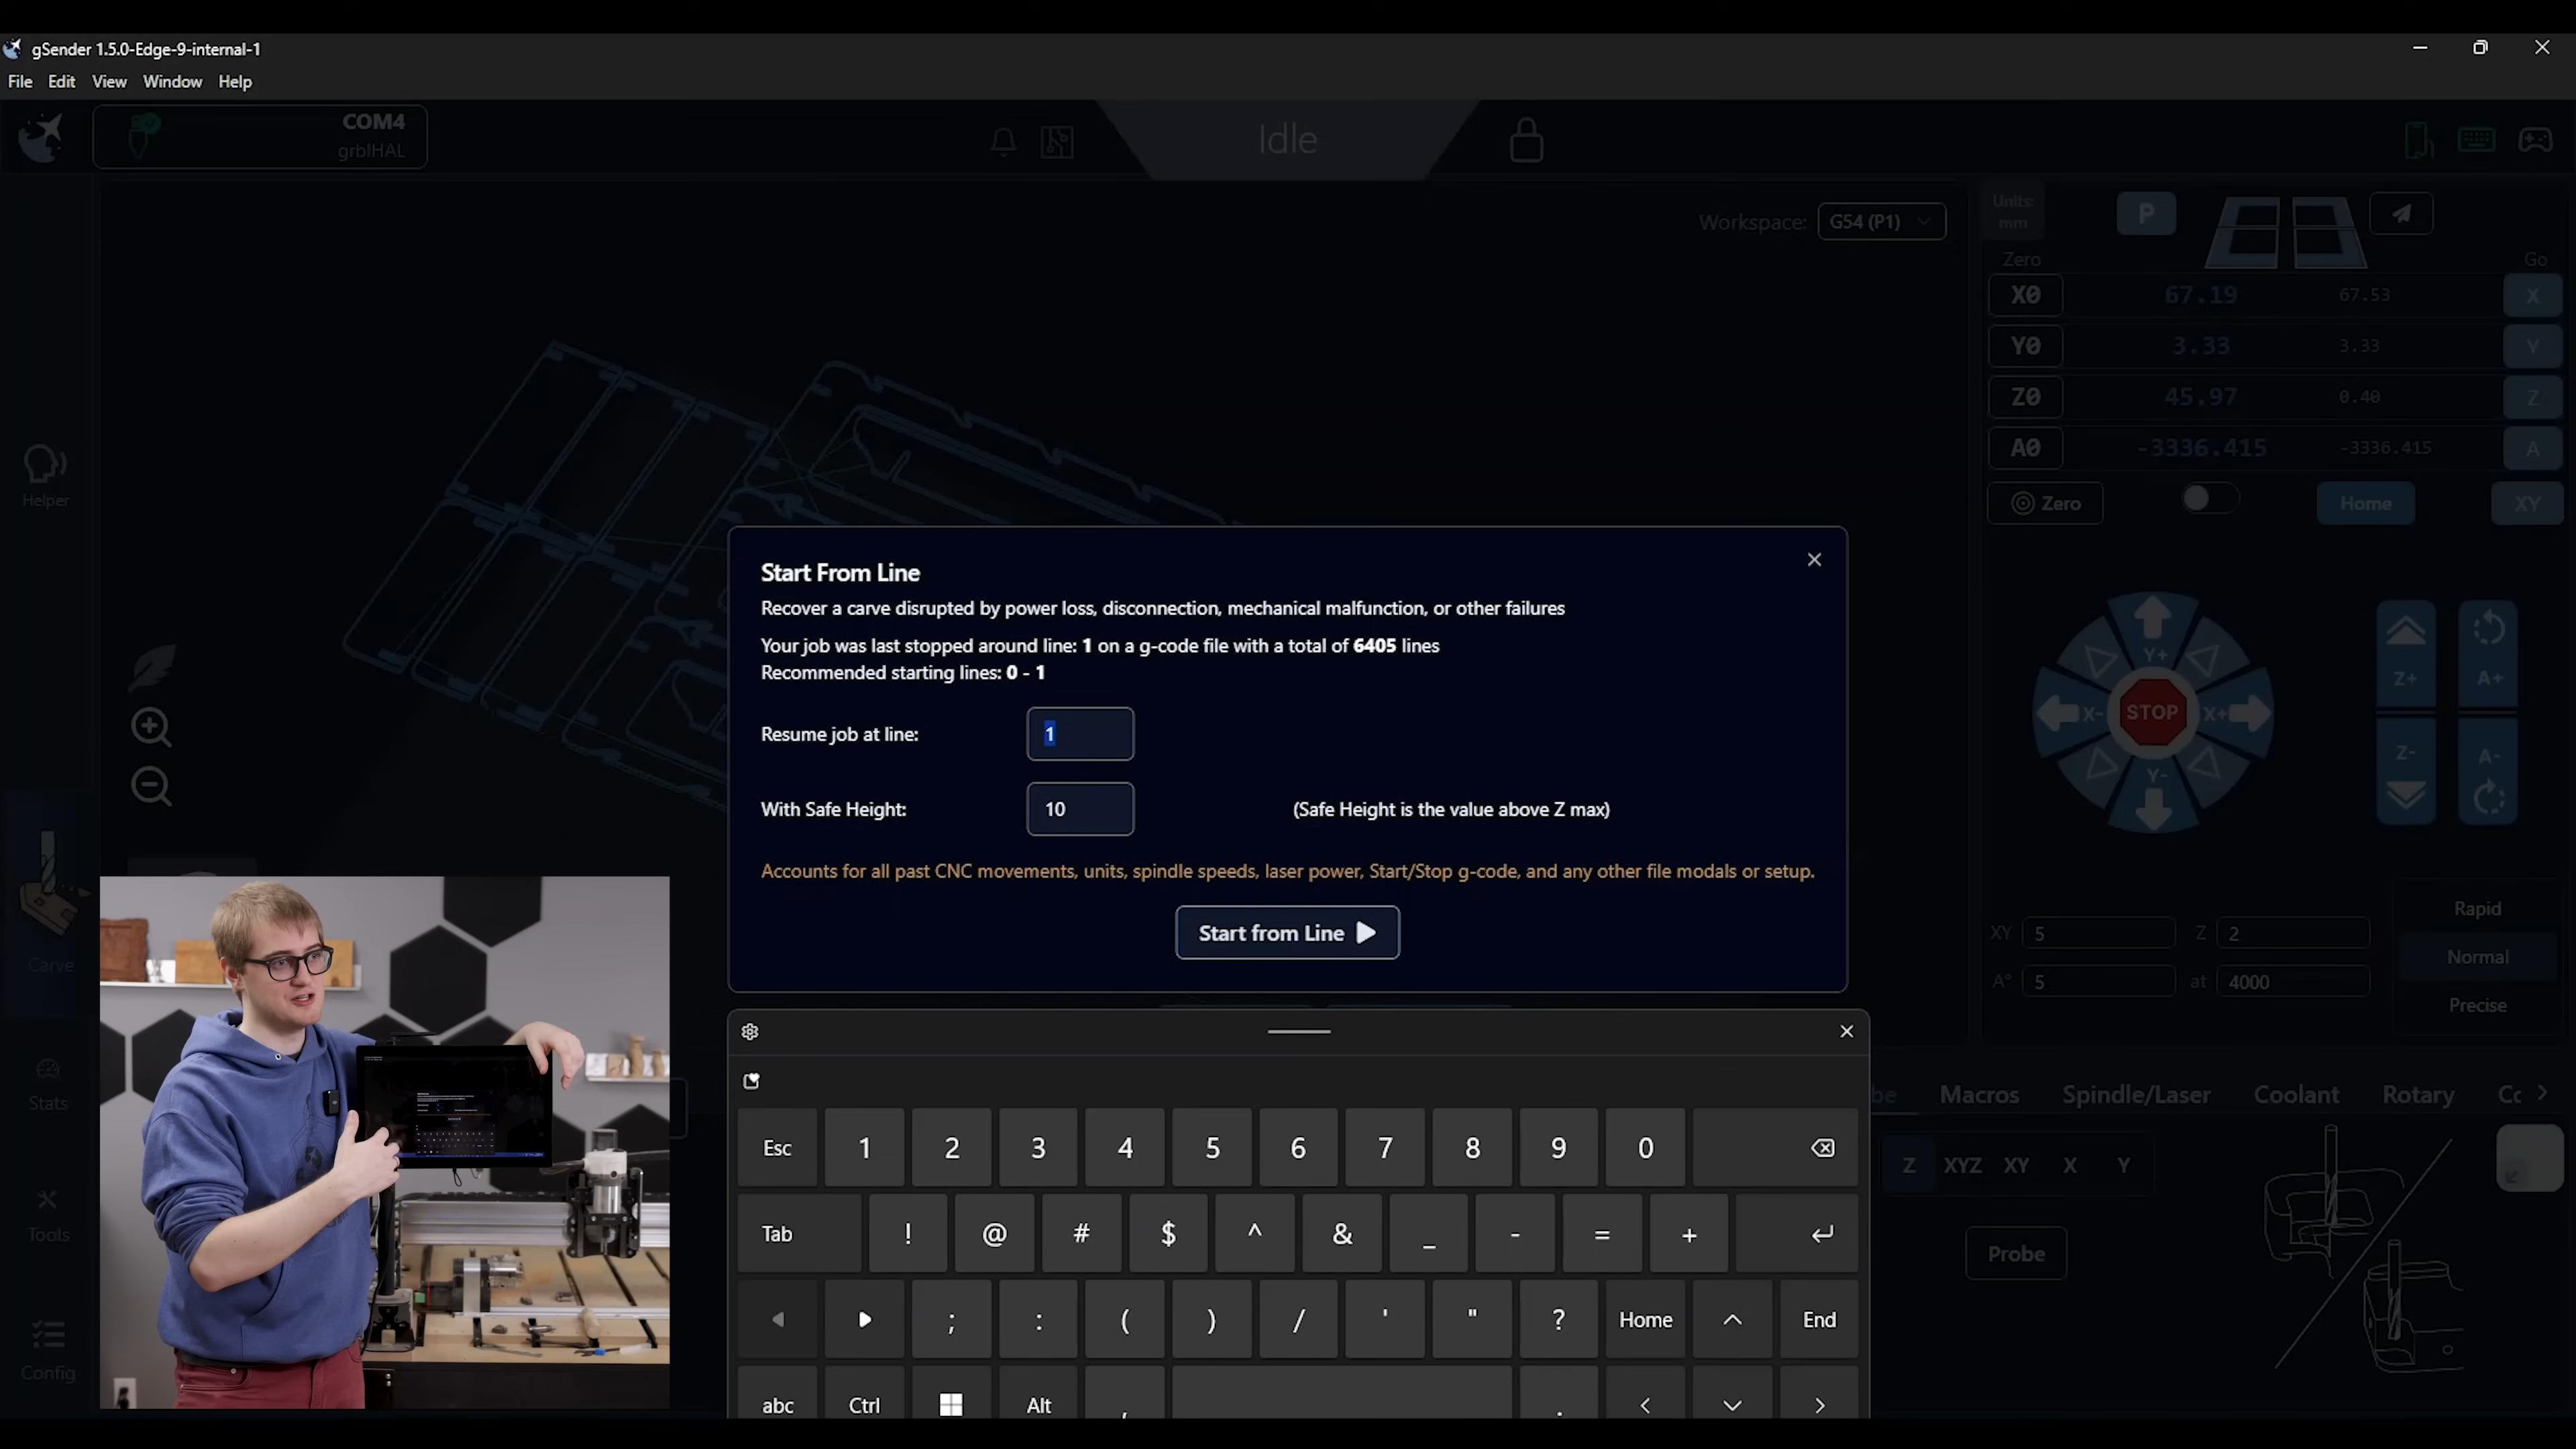 gSender 1.5.0-Edge-9-internal-1
File Edit View Window Help
COM4
grblHAL
Idle
Workspace: G54 (P1)
Units:
mm
P
Zero
Go
X0 67.19 67.53 X
Y0 3.33 3.33 Y
Z0 45.97 0.40 Z
A0 -3336.415 -3336.415 A
Zero Home XY
Helper
Start From Line
Recover a carve disrupted by power loss, disconnection, mechanical malfunction, or other failures
Your job was last stopped around line: 1 on a g-code file with a total of 6405 lines
Recommended starting lines: 0 - 1
Resume job at line: 1
With Safe Height: 10 (Safe Height is the value above Z max)
Accounts for all past CNC movements, units, spindle speeds, laser power, Start/Stop g-code, and any other file modals or setup.
Start from Line
Y+
X- STOP X+
Y-
Z+ A+
Z- A-
XY 5 Z 2
A° 5 at 4000
Rapid
Normal
Precise
Carve
Stats
Tools
Config
be Macros Spindle/Laser Coolant Rotary Cc
Z XYZ XY X Y
Probe
Esc 1 2 3 4 5 6 7 8 9 0
Tab ! @ # $ ^ & _ - = +
; : ( ) / ' " ? Home ^ End
abc Ctrl Alt , . < >